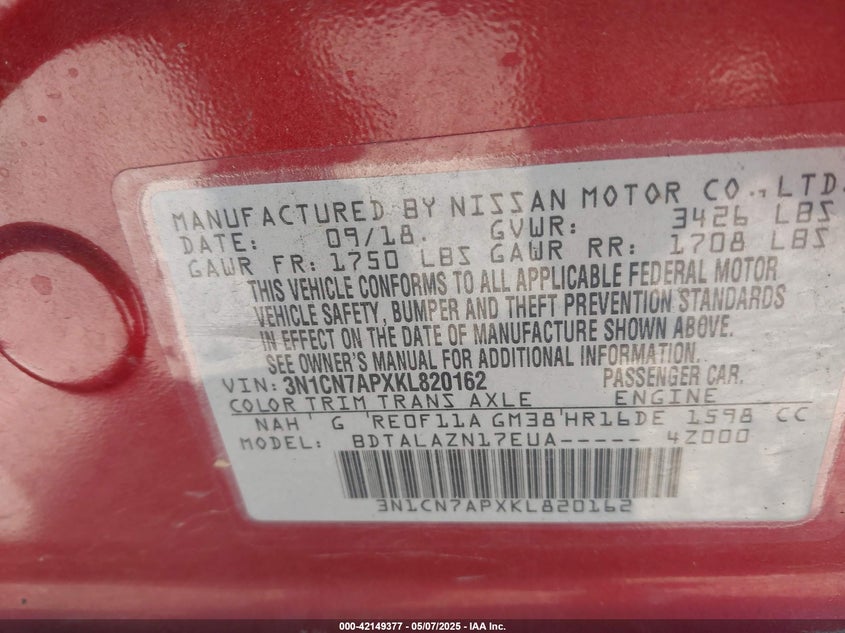 MANUFACTURED BY NISSAN MOTOR CO., LTD.
DATE: 09/18. GVWR: 3426 LBS
GAWR FR: 1750 LBS GAWR RR: 1708 LBS
THIS VEHICLE CONFORMS TO ALL APPLICABLE FEDERAL MOTOR
VEHICLE SAFETY, BUMPER AND THEFT PREVENTION STANDARDS
IN EFFECT ON THE DATE OF MANUFACTURE SHOWN ABOVE.
SEE OWNER'S MANUAL FOR ADDITIONAL INFORMATION.
VIN: 3N1CN7APXKL820162 PASSENGER CAR.
COLOR TRIM TRANS AXLE ENGINE
NAH G RE0F11A GM38 HR16DE 1598 CC
MODEL: BDTALAZN17EUA----- 4Z000
3N1CN7APXKL820162
000-42149377 - 05/07/2025 - IAA Inc.